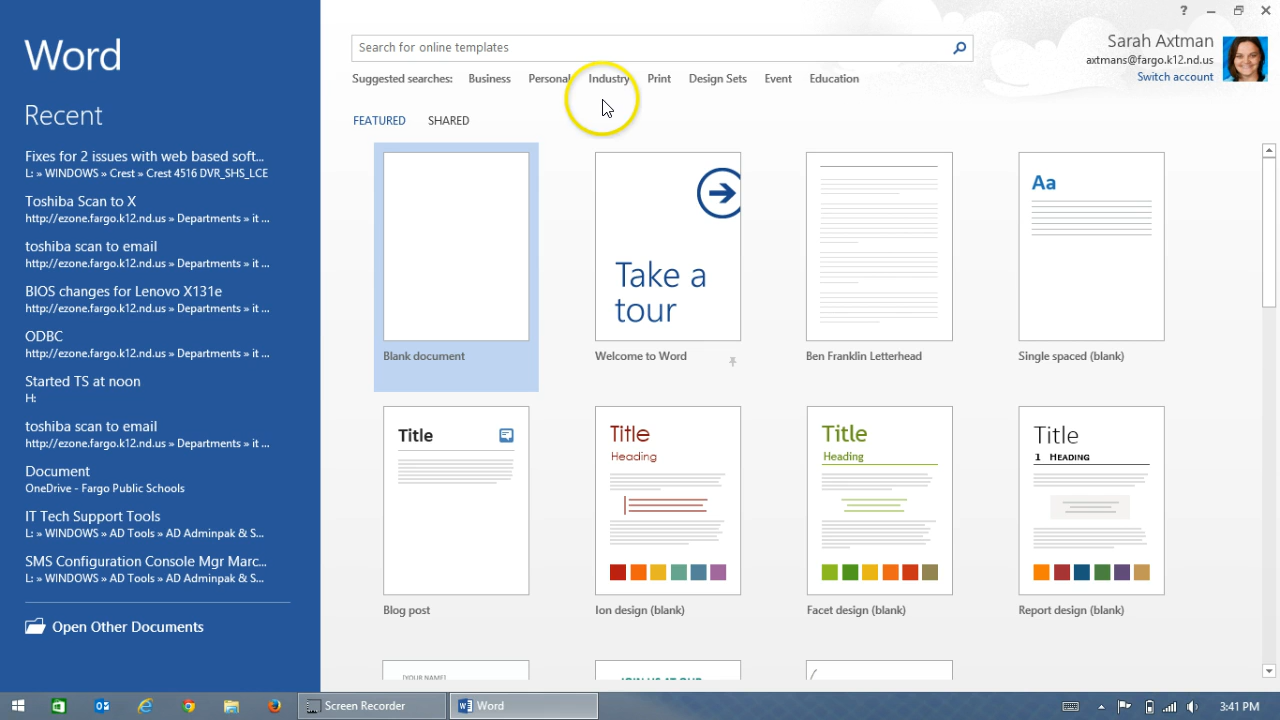 Word
Recent
Fixes for 2 issues with web based soft...
L: » WINDOWS » Crest » Crest 4516 DVR_SHS_LCE
Toshiba Scan to X
http://ezone.fargo.k12.nd.us » Departments » it ...
toshiba scan to email
http://ezone.fargo.k12.nd.us » Departments » it ...
BIOS changes for Lenovo X131e
http://ezone.fargo.k12.nd.us » Departments » it ...
ODBC
http://ezone.fargo.k12.nd.us » Departments » it ...
Started TS at noon
H:
toshiba scan to email
http://ezone.fargo.k12.nd.us » Departments » it ...
Document
OneDrive - Fargo Public Schools
IT Tech Support Tools
L: » WINDOWS » AD Tools » AD Adminpak & S...
SMS Configuration Console Mgr Marc...
L: » WINDOWS » AD Tools » AD Adminpak & S...
Open Other Documents
Search for online templates
Suggested searches: Business Personal Industry Print Design Sets Event Education
Sarah Axtman
axtmans@fargo.k12.nd.us
Switch account
FEATURED SHARED
Take a
tour
Aa
Blank document Welcome to Word Ben Franklin Letterhead Single spaced (blank)
Title
Title
Heading
Title
Heading
Title
1 HEADING
Blog post Ion design (blank) Facet design (blank) Report design (blank)
[YOUR NAME]
JOIN US AT OUR
Screen Recorder Word 3:41 PM